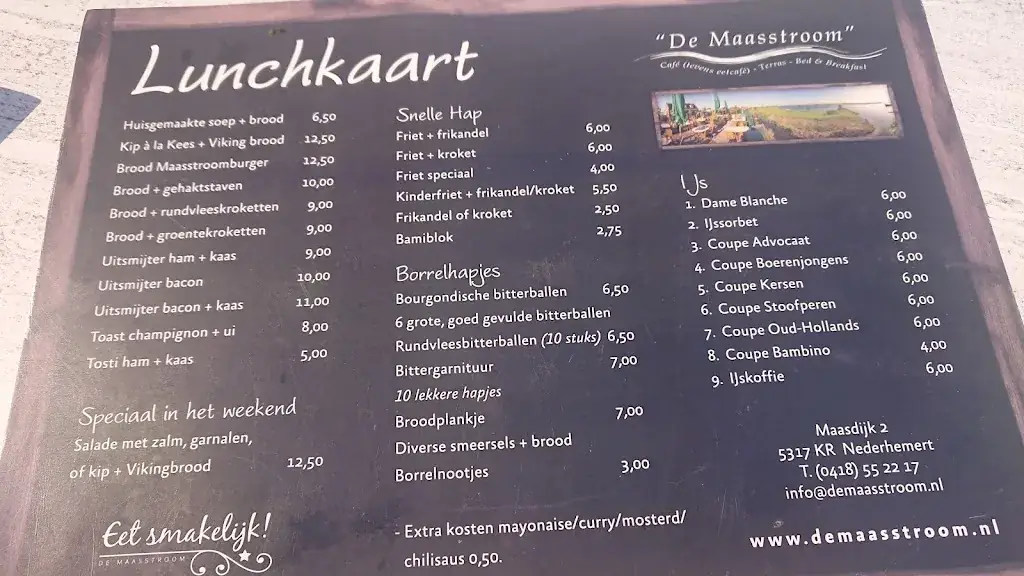 Lunchkaart
Huisgemaakte soep + brood 6,50
Kip à la Kees + Viking brood 12,50
Brood Maasstroomburger 12,50
Brood + gehaktstaven 10,00
Brood + rundvleeskroketten 9,00
Brood + groentekroketten 9,00
Uitsmijter ham + kaas 9,00
Uitsmijter bacon 10,00
Uitsmijter bacon + kaas 11,00
Toast champignon + ui 8,00
Tosti ham + kaas 5,00
Speciaal in het weekend
Salade met zalm, garnalen,
of kip + Vikingbrood 12,50
Eet smakelijk!
DE MAASSTROOM
Snelle Hap
Friet + frikandel 6,00
Friet + kroket 6,00
Friet speciaal 4,00
Kinderfriet + frikandel/kroket 5,50
Frikandel of kroket 2,50
Bamiblok 2,75
Borrelhapjes
Bourgondische bitterballen 6,50
6 grote, goed gevulde bitterballen
Rundvleesbitterballen (10 stuks) 6,50
Bittergarnituur 7,00
10 lekkere hapjes
Broodplankje 7,00
Diverse smeersels + brood
Borrelnootjes 3,00
- Extra kosten mayonaise/curry/mosterd/
chilisaus 0,50.
"De Maasstroom"
Café (tevens eetcafé) - Terras - Bed & Breakfast
IJs
1. Dame Blanche 6,00
2. IJssorbet 6,00
3. Coupe Advocaat 6,00
4. Coupe Boerenjongens 6,00
5. Coupe Kersen 6,00
6. Coupe Stoofperen 6,00
7. Coupe Oud-Hollands 6,00
8. Coupe Bambino 4,00
9. IJskoffie 6,00
Maasdijk 2
5317 KR Nederhemert
T. (0418) 55 22 17
info@demaasstroom.nl
www.demaasstroom.nl